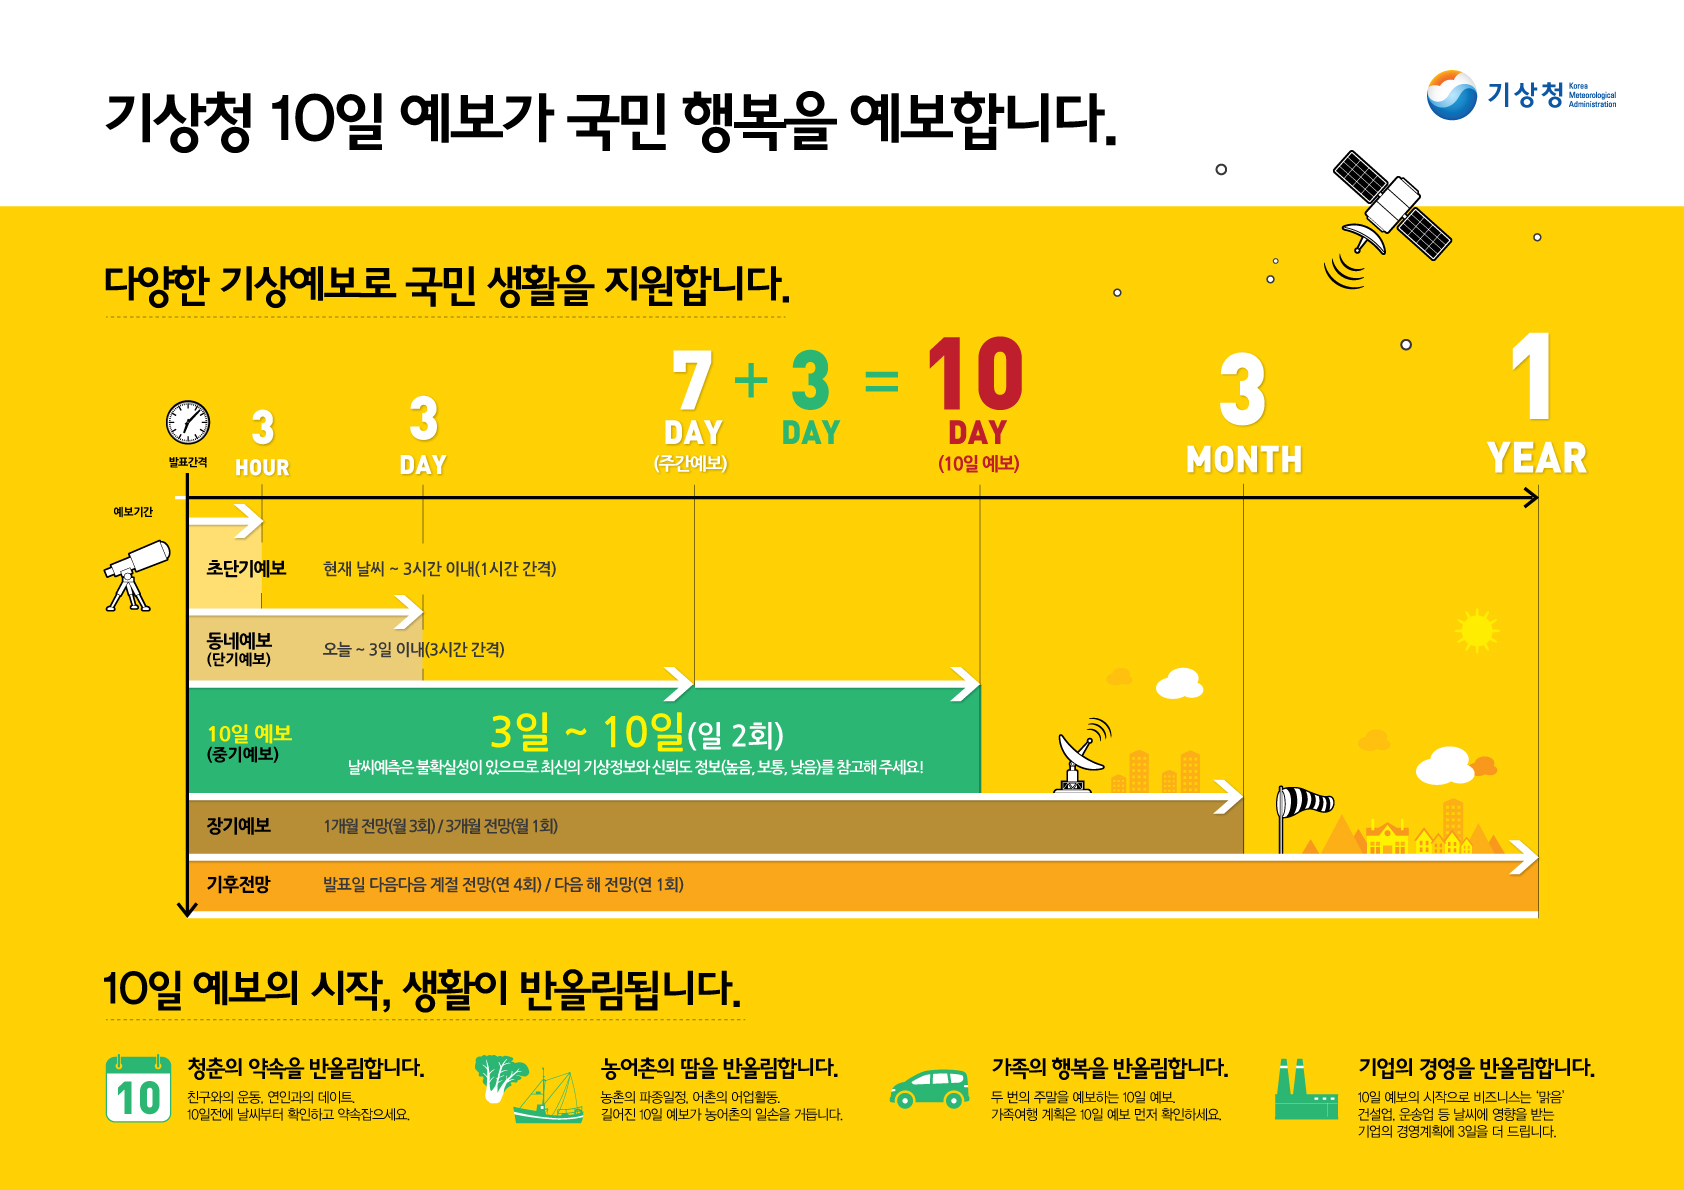 기상청 10일 예보가 국민 행복을 예보합니다.
기상청
Korea
Meteorological
Administration
다양한 기상예보로 국민 생활을 지원합니다.
발표간격
3
HOUR
3
DAY
7
DAY
(주간예보)
+
3
DAY
=
10
DAY
(10일 예보)
3
MONTH
1
YEAR
예보기간
초단기예보
현재 날씨 ~ 3시간 이내(1시간 간격)
동네예보
(단기예보)
오늘 ~ 3일 이내(3시간 간격)
10일 예보
(중기예보)
3일 ~ 10일(일 2회)
날씨예측은 불확실성이 있으므로 최신의 기상정보와 신뢰도 정보(높음, 보통, 낮음)를 참고해 주세요!
장기예보
1개월 전망(월 3회) / 3개월 전망(월 1회)
기후전망
발표일 다음다음 계절 전망(연 4회) / 다음 해 전망(연 1회)
10일 예보의 시작, 생활이 반올림됩니다.
10
청춘의 약속을 반올림합니다.
친구와의 운동, 연인과의 데이트.
10일전에 날씨부터 확인하고 약속잡으세요.
농어촌의 땀을 반올림합니다.
농촌의 파종일정, 어촌의 어업활동.
길어진 10일 예보가 농어촌의 일손을 거듭니다.
가족의 행복을 반올림합니다.
두 번의 주말을 예보하는 10일 예보.
가족여행 계획은 10일 예보 먼저 확인하세요.
기업의 경영을 반올림합니다.
10일 예보의 시작으로 비즈니스는 '맑음'
건설업, 운송업 등 날씨에 영향을 받는
기업의 경영계획에 3일을 더 드립니다.